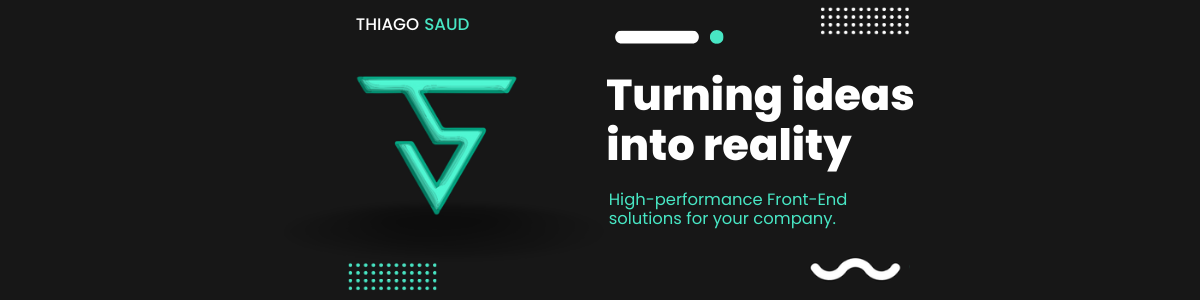 THIAGO SAUD
Turning ideas
into reality
High-performance Front-End
solutions for your company.